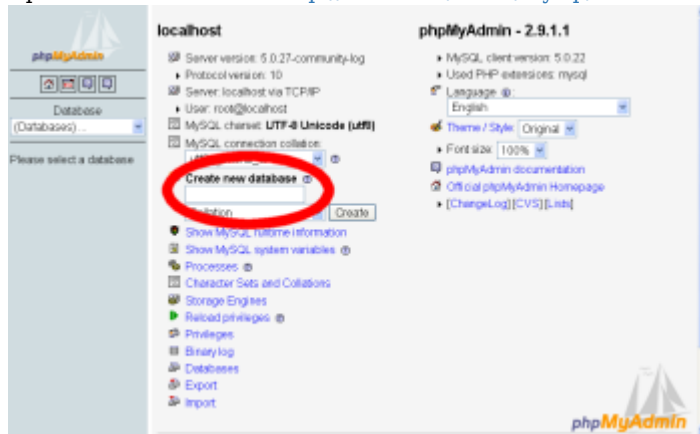 phpMyAdmin
Database
(Databases)...
Please select a database
localhost
Server version: 5.0.27-community-log
Protocol version: 10
Server: localhost via TCP/IP
User: root@localhost
MySQL charset: UTF-8 Unicode (utf8)
MySQL connection collation:
Create new database
Collation
Create
Show MySQL runtime information
Show MySQL system variables
Processes
Character Sets and Collations
Storage Engines
Reload privileges
Privileges
Binary log
Databases
Export
Import
phpMyAdmin - 2.9.1.1
MySQL client version: 5.0.22
Used PHP extensions: mysql
Language
English
Theme / Style: Original
Font size: 100%
phpMyAdmin documentation
Official phpMyAdmin Homepage
[ChangeLog] [CVS] [Lists]
phpMyAdmin